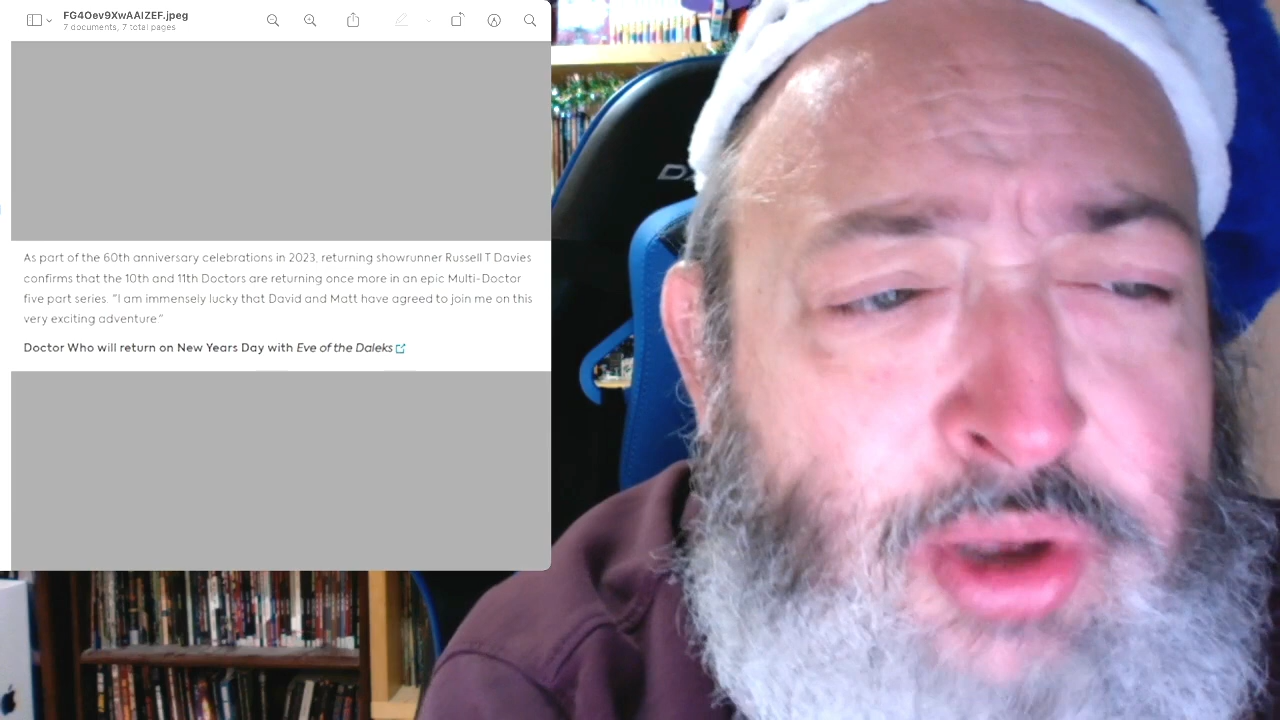 FG4Oev9XwAAIZEF.jpeg
7 documents, 7 total pages
As part of the 60th anniversary celebrations in 2023, returning showrunner Russell T Davies
confirms that the 10th and 11th Doctors are returning once more in an epic Multi-Doctor
five part series. "I am immensely lucky that David and Matt have agreed to join me on this
very exciting adventure"
Doctor Who will return on New Years Day with Eve of the Daleks